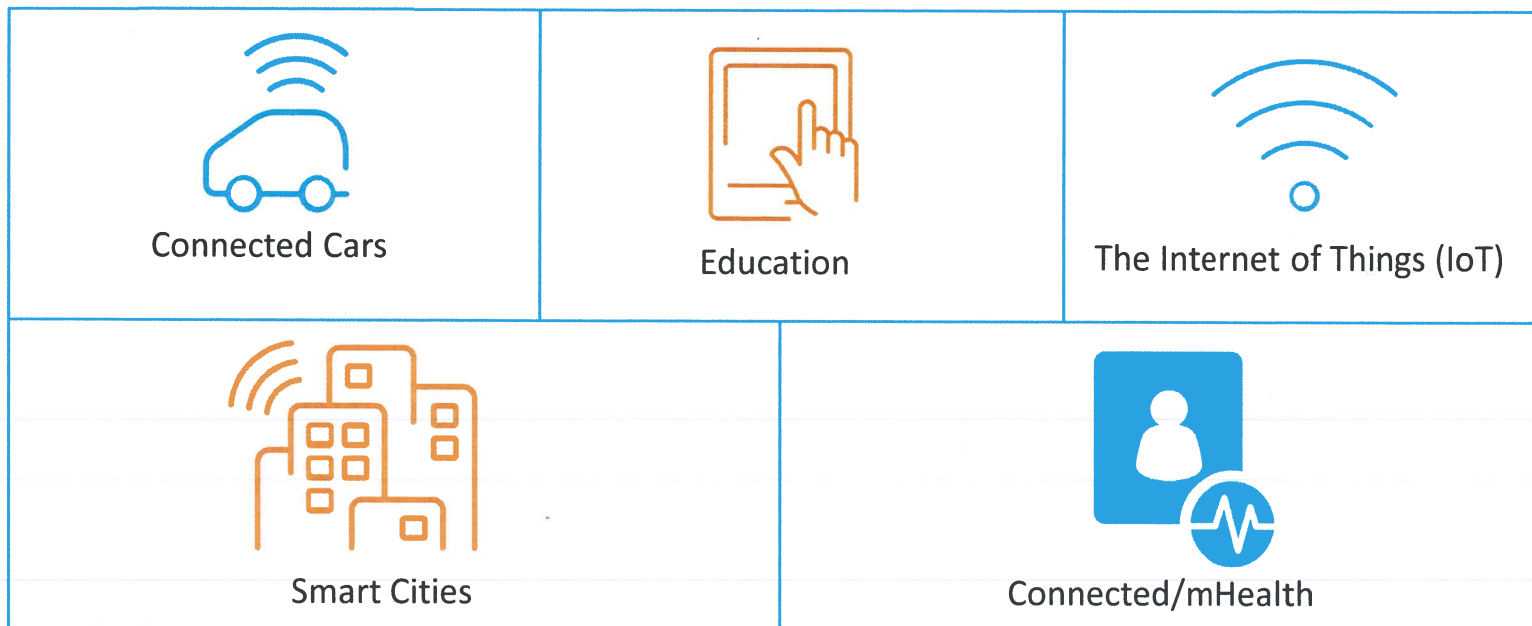 Connected Cars
Education
The Internet of Things (IoT)
Smart Cities
Connected/mHealth